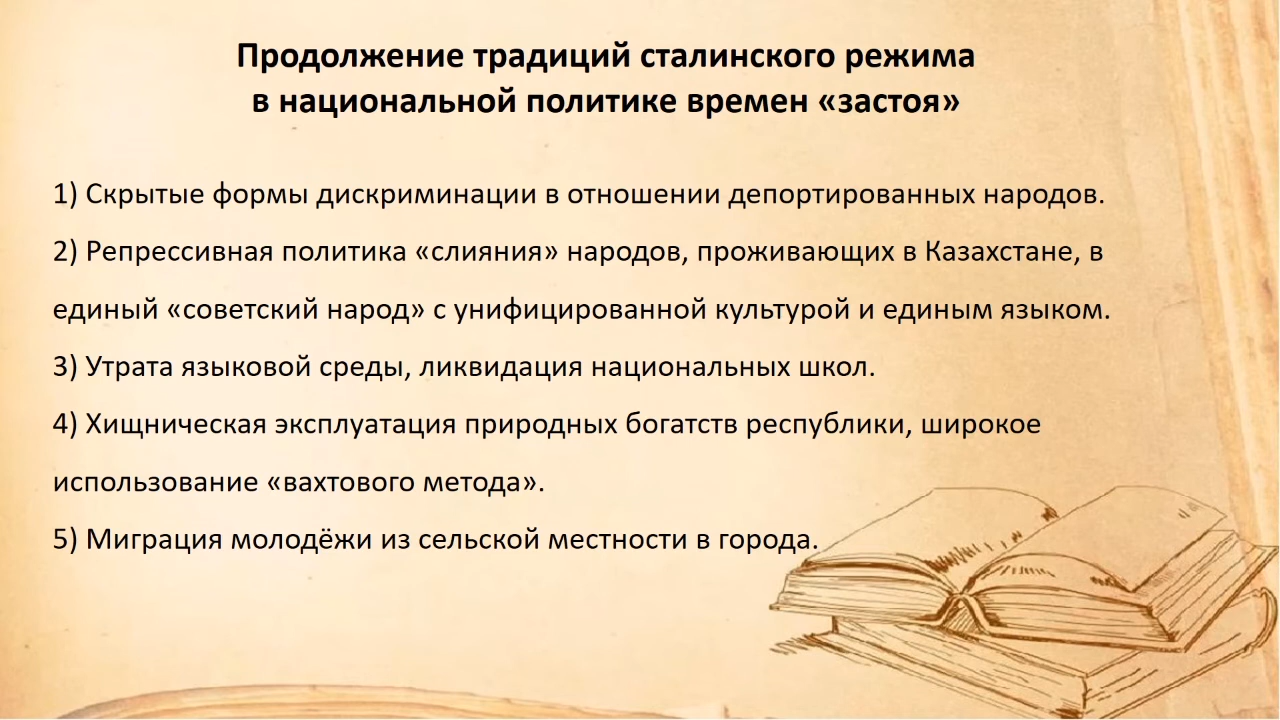 Продолжение традиций сталинского режима
в национальной политике времен «застоя»
1) Скрытые формы дискриминации в отношении депортированных народов.
2) Репрессивная политика «слияния» народов, проживающих в Казахстане, в
единый «советский народ» с унифицированной культурой и единым языком.
3) Утрата языковой среды, ликвидация национальных школ.
4) Хищническая эксплуатация природных богатств республики, широкое
использование «вахтового метода».
5) Миграция молодёжи из сельской местности в города.